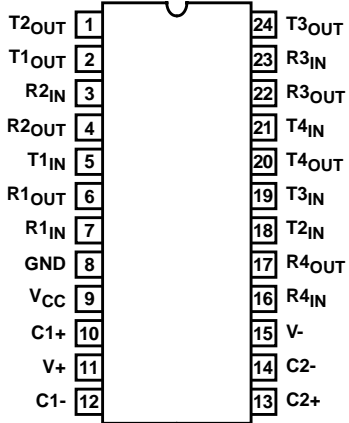 T2OUT 1 24 T3OUT
T1OUT 2 23 R3IN
R2IN 3 22 R3OUT
R2OUT 4 21 T4IN
T1IN 5 20 T4OUT
R1OUT 6 19 T3IN
R1IN 7 18 T2IN
GND 8 17 R4OUT
VCC 9 16 R4IN
C1+ 10 15 V-
V+ 11 14 C2-
C1- 12 13 C2+